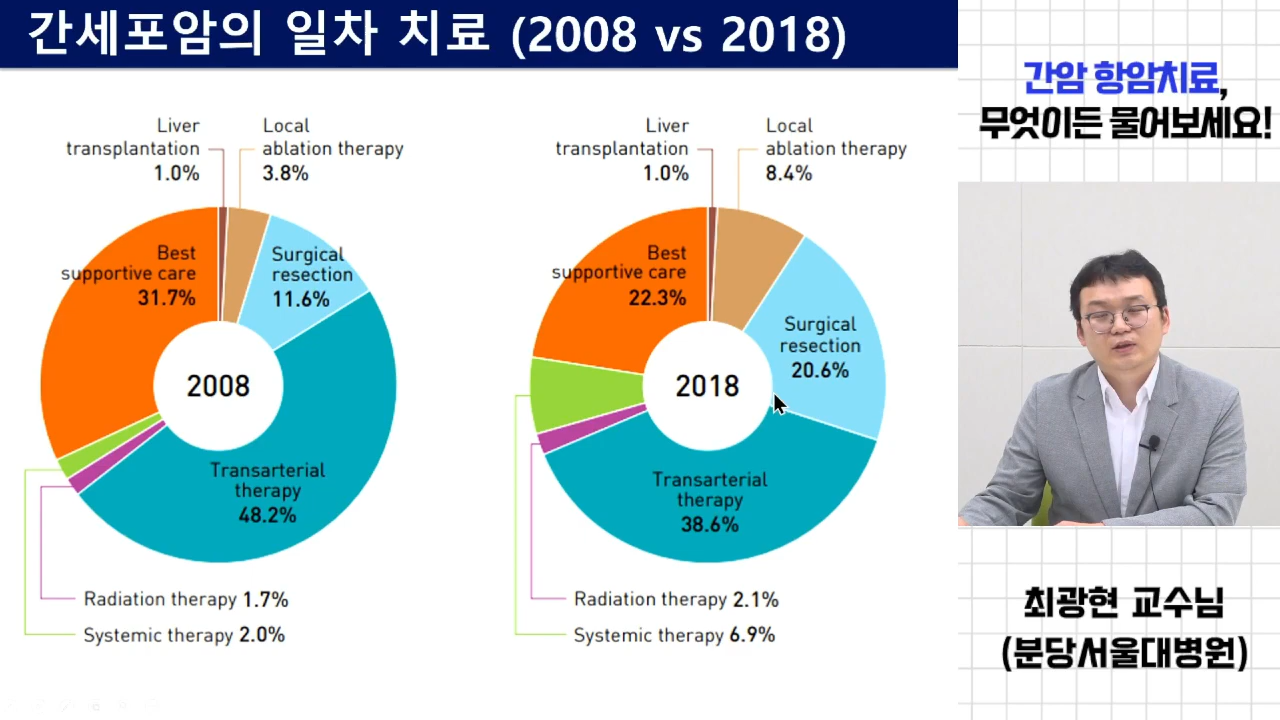 간세포암의 일차 치료 (2008 vs 2018)
Liver
transplantation
1.0%
Local
ablation therapy
3.8%
Best
supportive care
31.7%
Surgical
resection
11.6%
2008
Transarterial
therapy
48.2%
Radiation therapy 1.7%
Systemic therapy 2.0%
Liver
transplantation
1.0%
Local
ablation therapy
8.4%
Best
supportive care
22.3%
Surgical
resection
20.6%
2018
Transarterial
therapy
38.6%
Radiation therapy 2.1%
Systemic therapy 6.9%
간암 항암치료,
무엇이든 물어보세요!
최광현 교수님
(분당서울대병원)